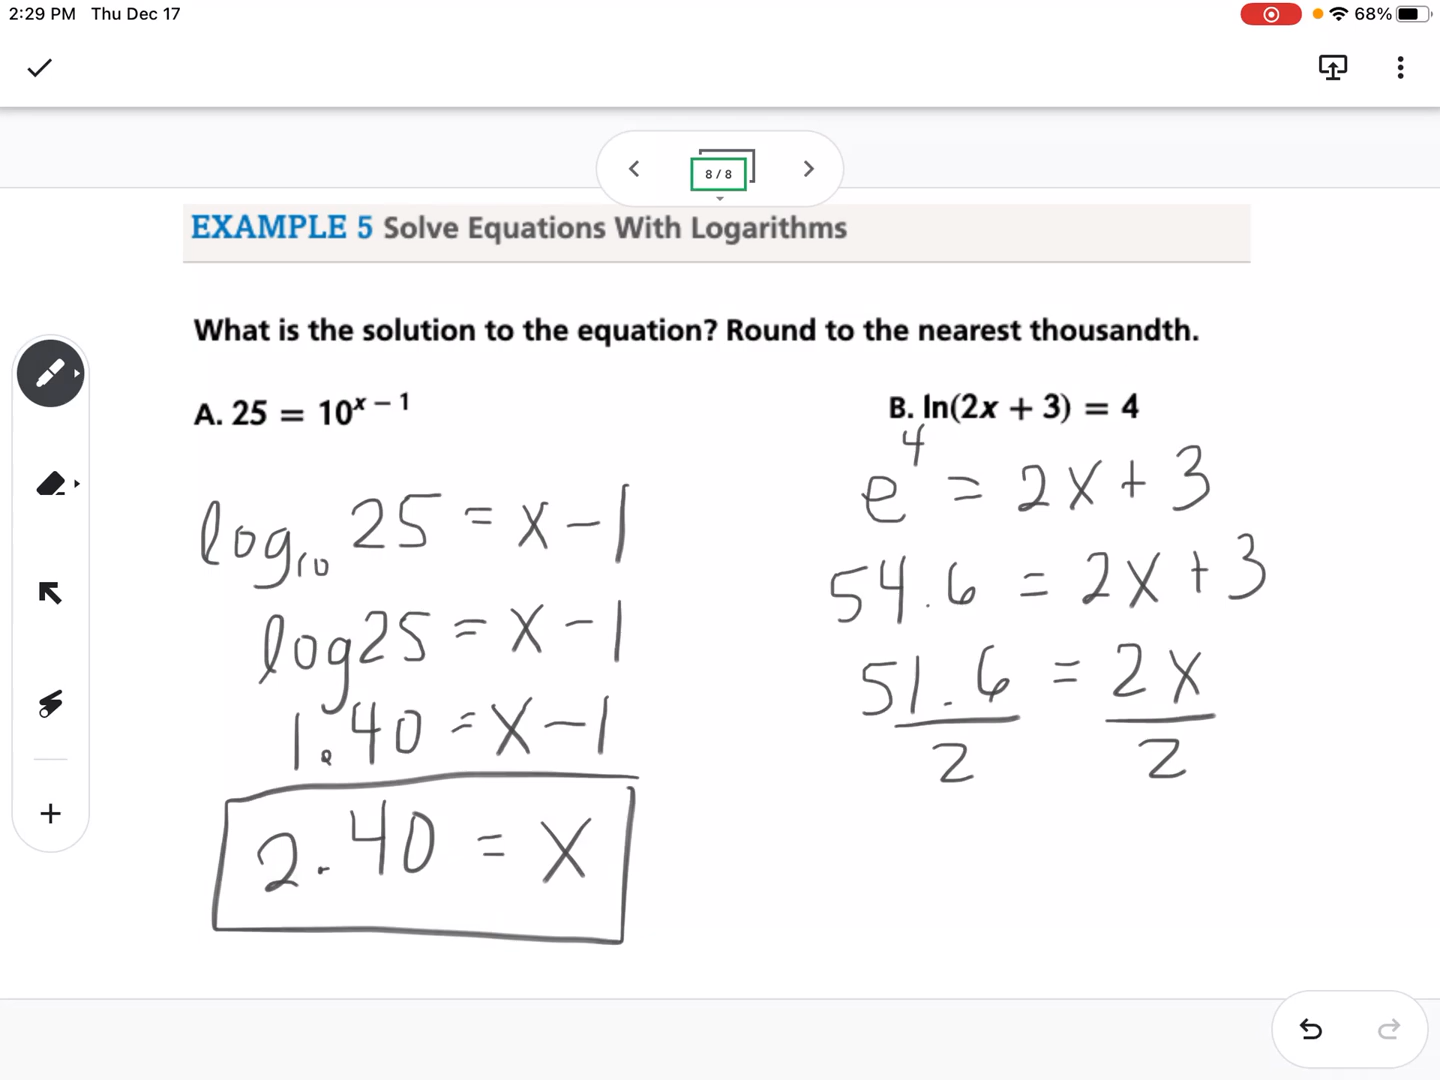 2:29 PM Thu Dec 17
68%
8 / 8
EXAMPLE 5 Solve Equations With Logarithms
What is the solution to the equation? Round to the nearest thousandth.
A. 25 = 10^{x − 1}
log₁₀ 25 = x − 1
log 25 = x − 1
1.40 = x − 1
2.40 = x
B. ln(2x + 3) = 4
e⁴ = 2x + 3
54.6 = 2x + 3
51.6 = 2x
2 2